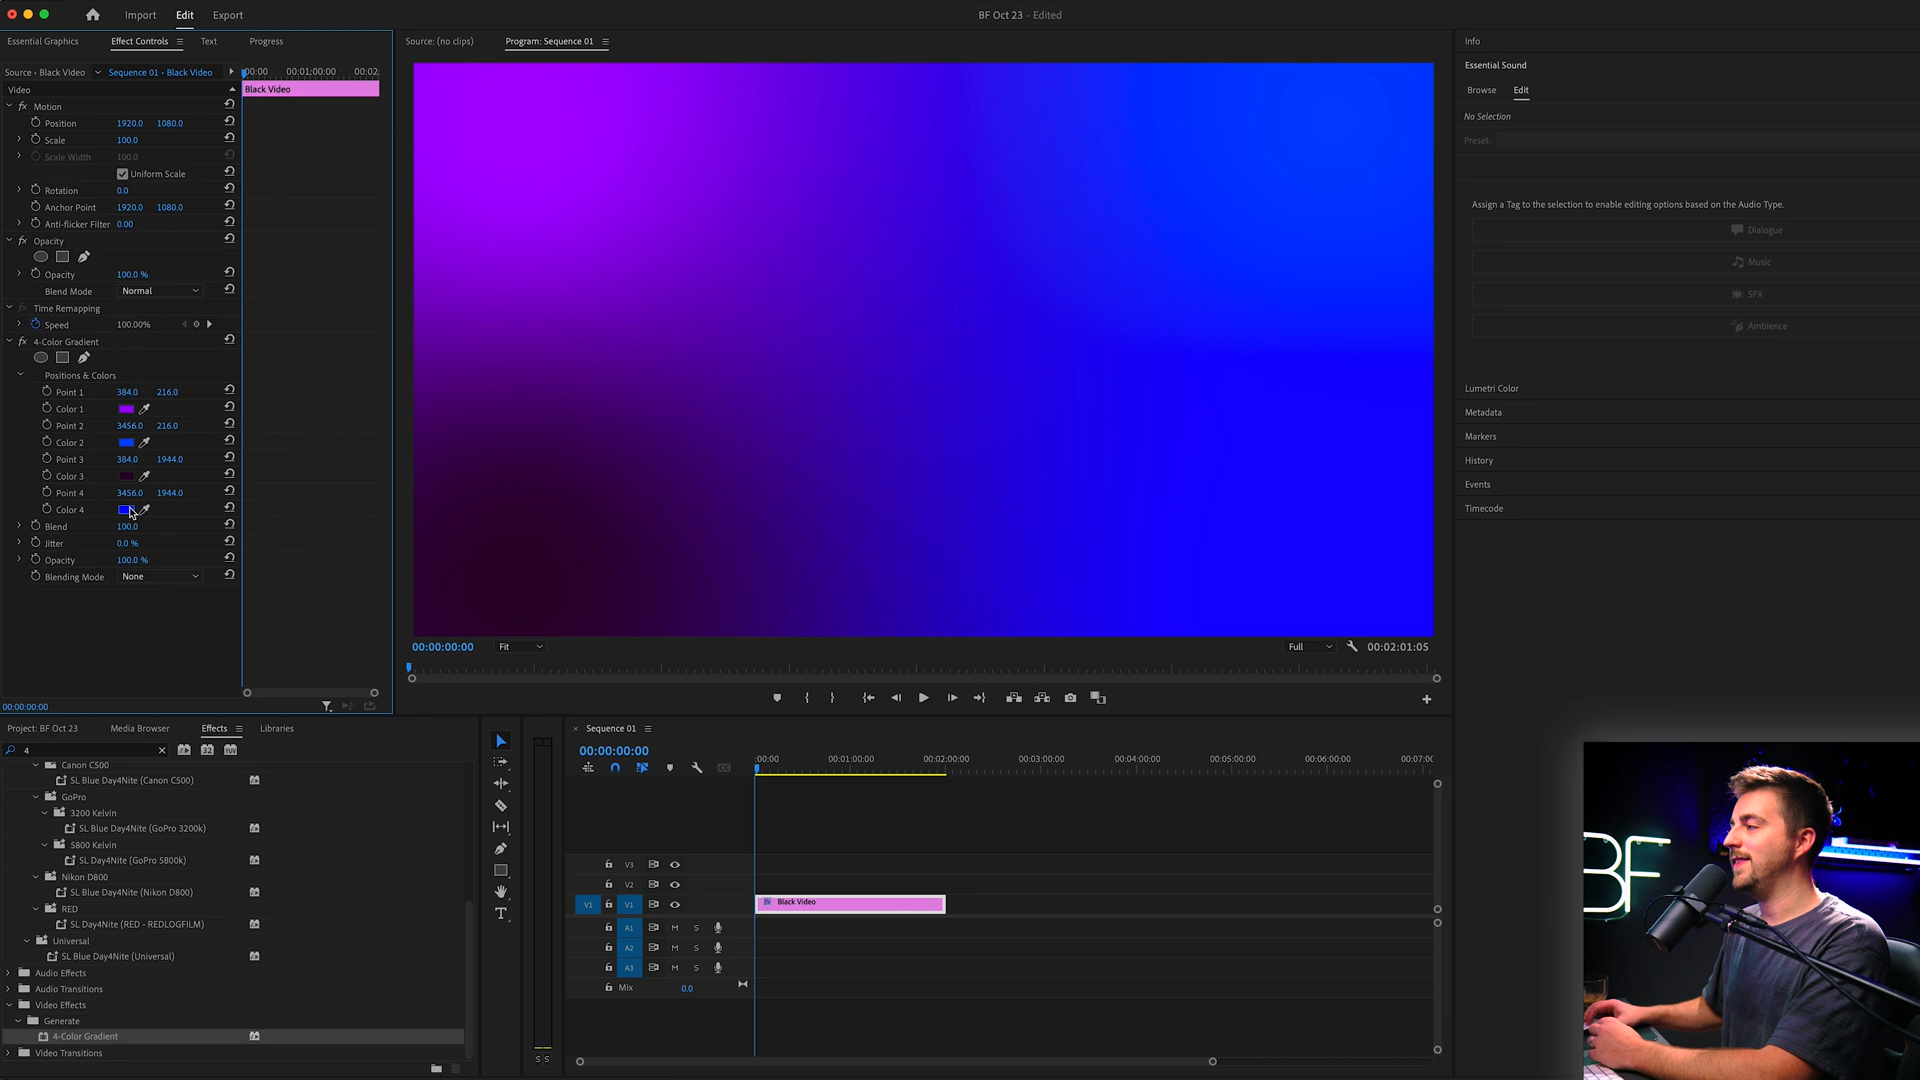 Import Edit Export
BF Oct 23 - Edited
Essential Graphics Effect Controls Text Progress
Source: (no clips) Program: Sequence 01
Info
Essential Sound
Browse Edit
No Selection
Preset:
Assign a Tag to the selection to enable editing options based on the Audio Type.
Dialogue
Music
SFX
Ambience
Lumetri Color
Metadata
Markers
History
Events
Timecode
Source • Black Video Sequence 01 • Black Video
:00:00 00:01:00:00 00:02
Video
Black Video
fx Motion
Position 1920.0 1080.0
Scale 100.0
Scale Width 100.0
Uniform Scale
Rotation 0.0
Anchor Point 1920.0 1080.0
Anti-flicker Filter 0.00
fx Opacity
Opacity 100.0 %
Blend Mode Normal
fx Time Remapping
Speed 100.00%
fx 4-Color Gradient
Positions & Colors
Point 1 384.0 216.0
Color 1
Point 2 3456.0 216.0
Color 2
Point 3 384.0 1944.0
Color 3
Point 4 3456.0 1944.0
Color 4
Blend 100.0
Jitter 0.0 %
Opacity 100.0 %
Blending Mode None
00:00:00:00
00:00:00:00 Fit Full 00:02:01:05
Project: BF Oct 23 Media Browser Effects Libraries
4
32 YUV
Canon C500
SL Blue Day4Nite (Canon C500)
GoPro
3200 Kelvin
SL Blue Day4Nite (GoPro 3200k)
5800 Kelvin
SL Day4Nite (GoPro 5800k)
Nikon D800
SL Blue Day4Nite (Nikon D800)
RED
SL Day4Nite (RED - REDLOGFILM)
Universal
SL Blue Day4Nite (Universal)
Audio Effects
Audio Transitions
Video Effects
Generate
4-Color Gradient
Video Transitions
S S
Sequence 01
00:00:00:00
:00:00 00:01:00:00 00:02:00:00 00:03:00:00 00:04:00:00 00:05:00:00 00:06:00:00 00:07:00
V3
V2
V1 V1
fx Black Video
A1 M S
A2 M S
A3 M S
Mix 0.0
BF